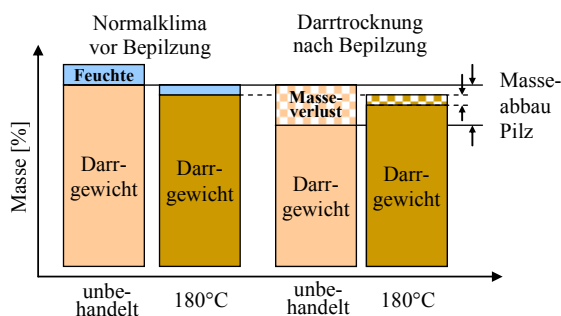 Normalklima
vor Bepilzung
Darrtrocknung
nach Bepilzung
Masse [%]
Feuchte
Darr-
gewicht
Darr-
gewicht
Masse-
verlust
Darr-
gewicht
Darr-
gewicht
Masse-
abbau
Pilz
unbe-
handelt
180°C
unbe-
handelt
180°C